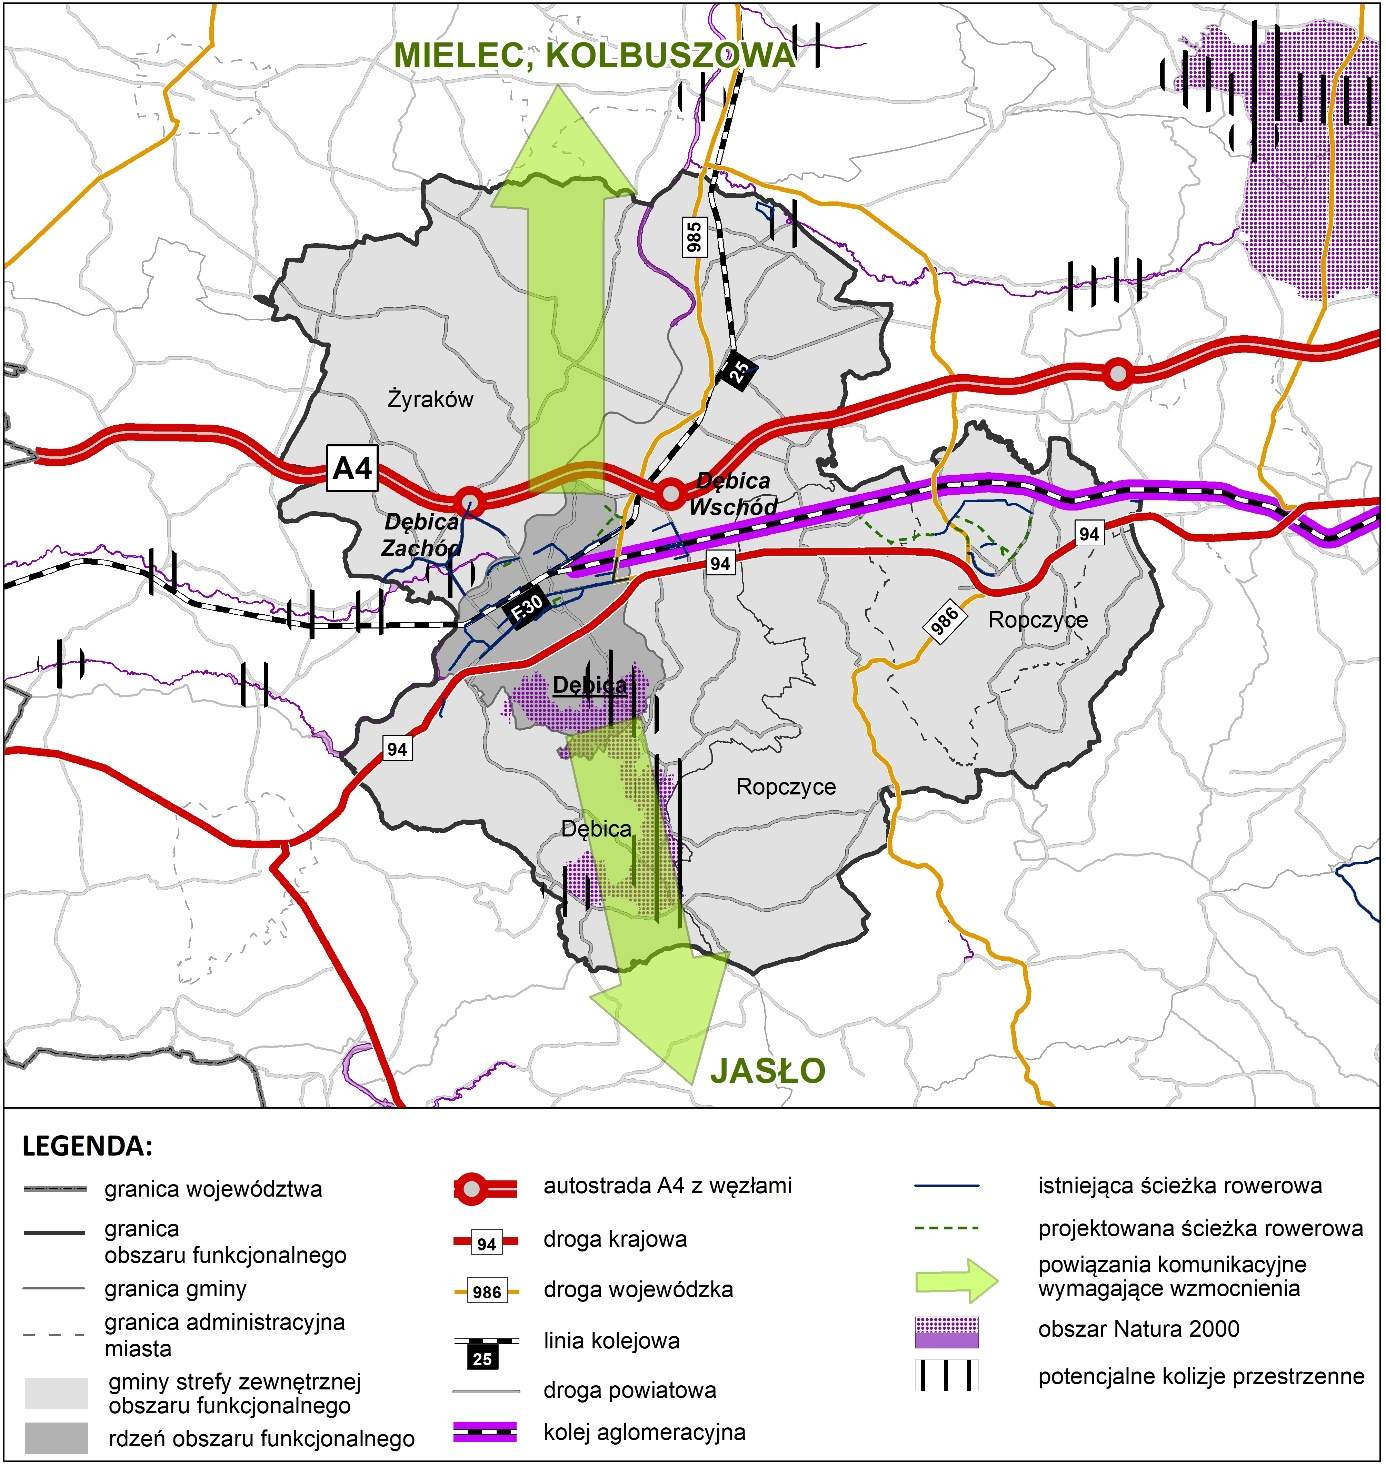 MIELEC, KOLBUSZOWA
985
25
Żyraków
A4
Dębica
Wschód
Dębica
Zachód
94
94
E30
986
Ropczyce
Dębica
94
Ropczyce
Dębica
JASŁO
LEGENDA:
granica województwa
granica
obszaru funkcjonalnego
granica gminy
granica administracyjna
miasta
gminy strefy zewnętrznej
obszaru funkcjonalnego
rdzeń obszaru funkcjonalnego
autostrada A4 z węzłami
94
droga krajowa
986
droga wojewódzka
linia kolejowa
25
droga powiatowa
kolej aglomeracyjna
istniejąca ścieżka rowerowa
projektowana ścieżka rowerowa
powiązania komunikacyjne
wymagające wzmocnienia
obszar Natura 2000
potencjalne kolizje przestrzenne